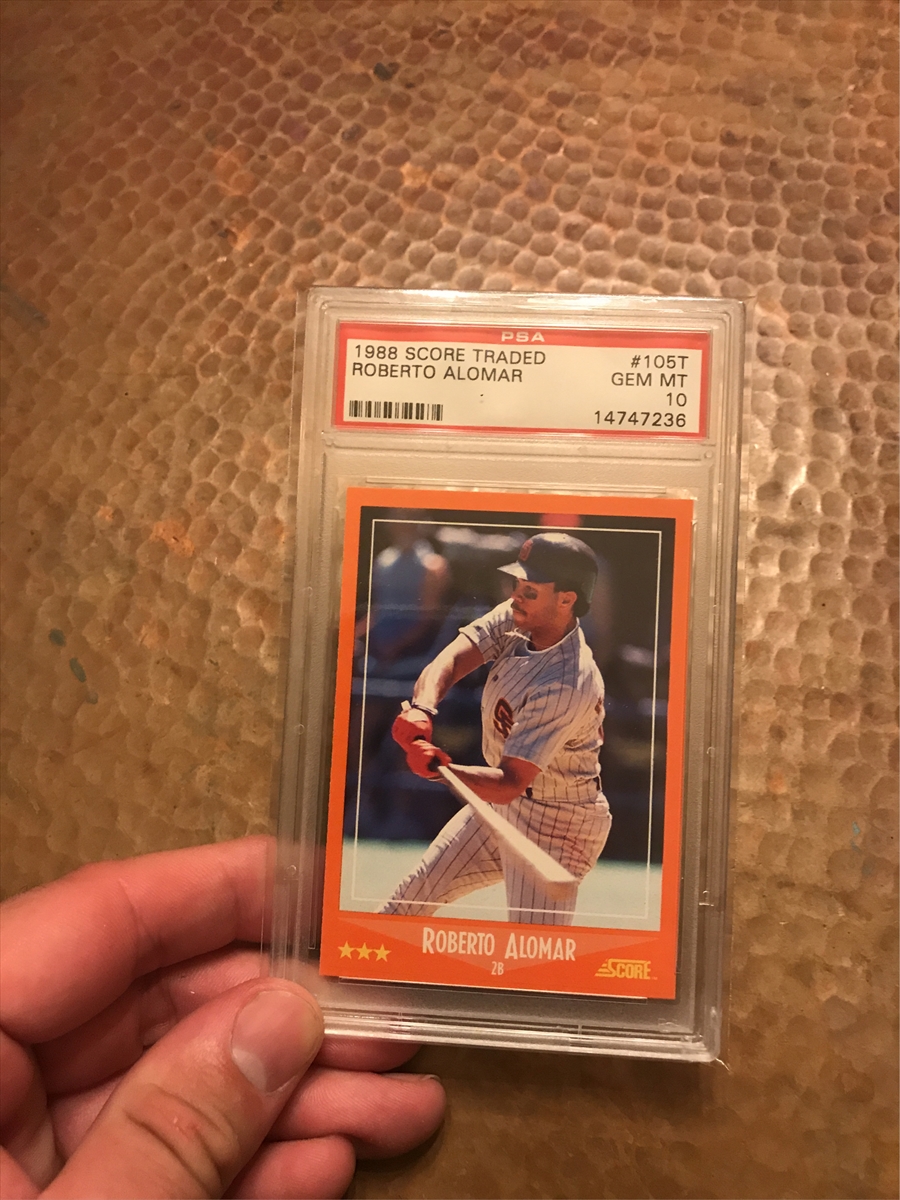 PSA
1988 SCORE TRADED #105T
ROBERTO ALOMAR GEM MT
10
14747236
ROBERTO ALOMAR
2B
SCORE